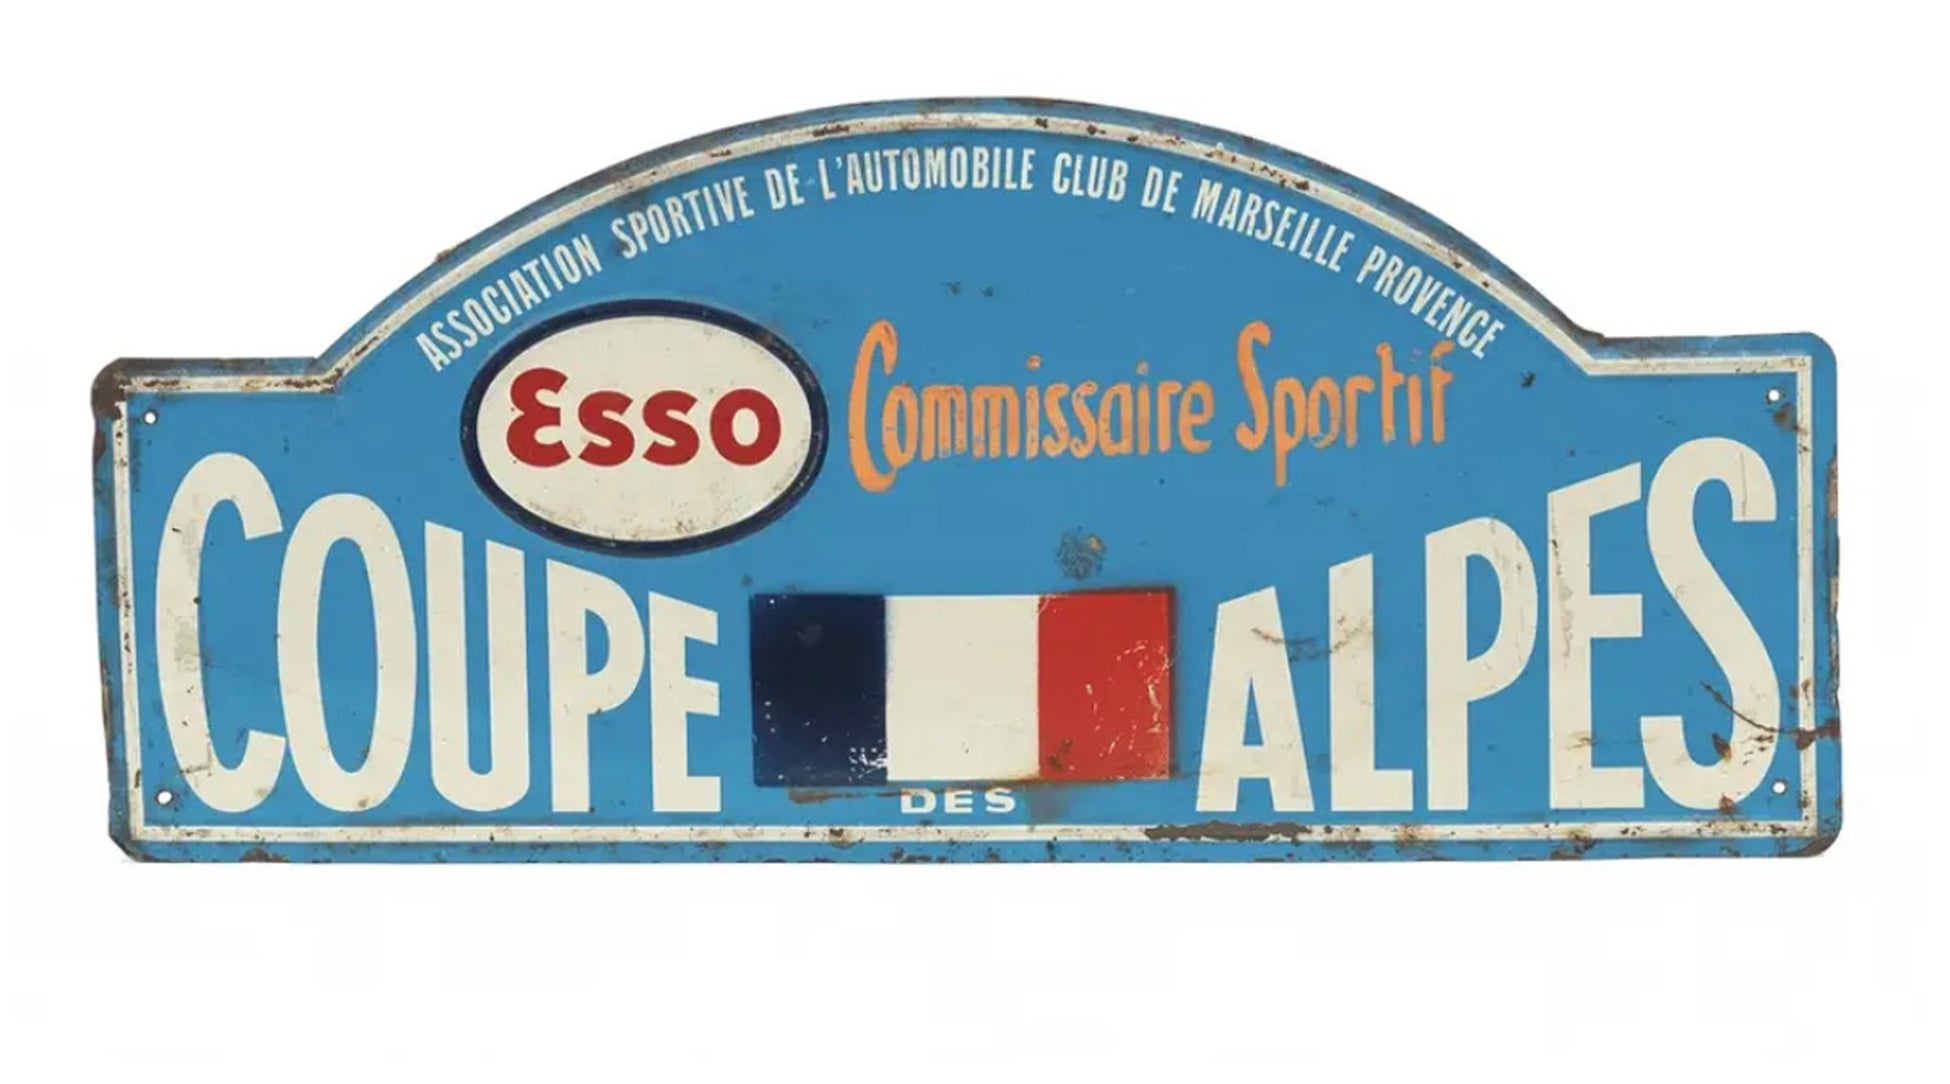 ASSOCIATION SPORTIVE DE L'AUTOMOBILE CLUB DE MARSEILLE PROVENCE
Esso
Commissaire Sportif
COUPE DES ALPES